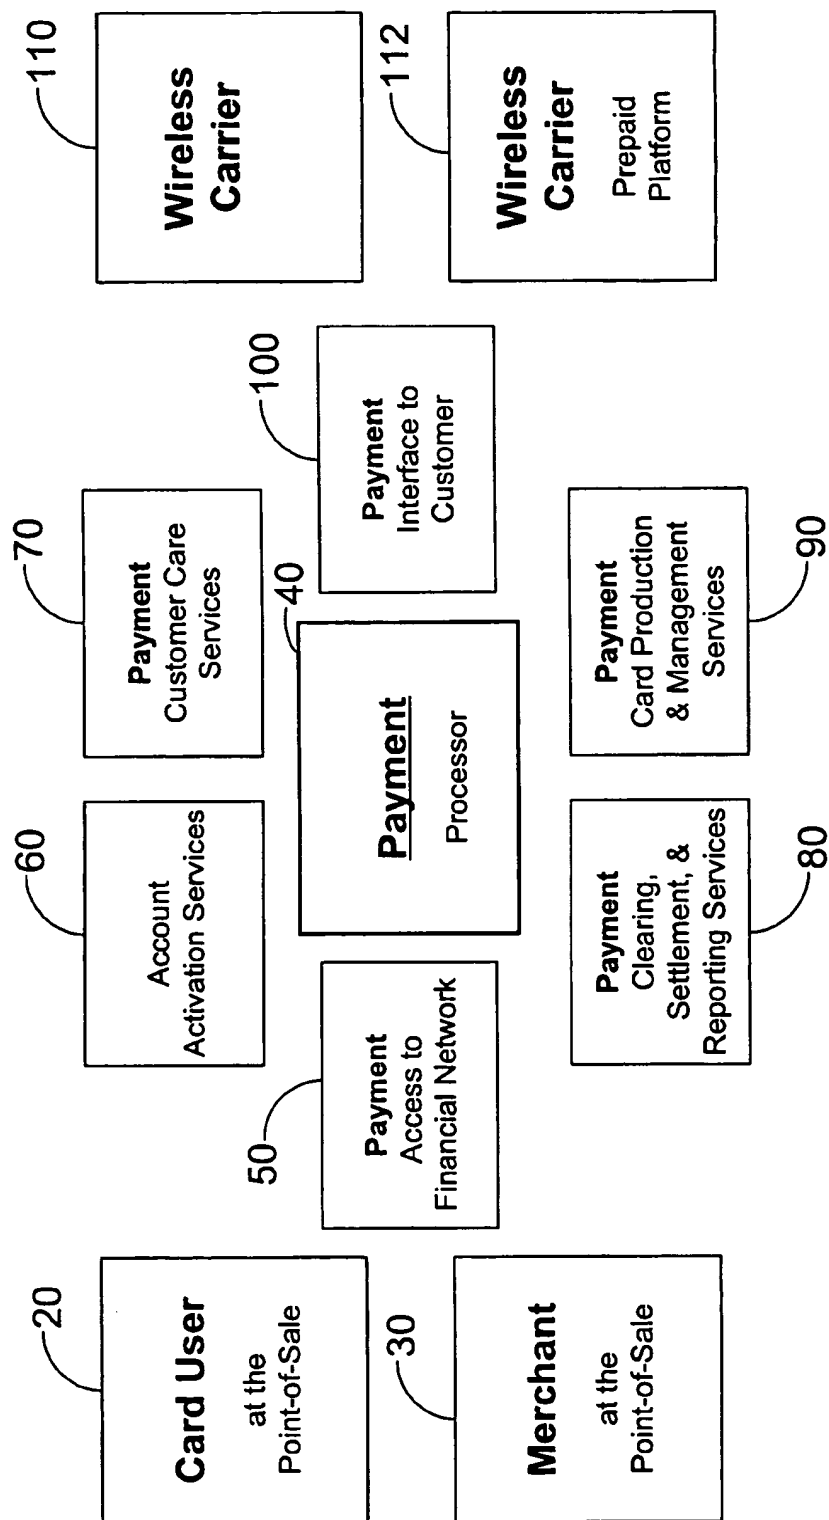 20
Card User
at the
Point-of-Sale
30
Merchant
at the
Point-of-Sale
50
Payment
Access to
Financial Network
60
Account
Activation Services
70
Payment
Customer Care
Services
40
Payment
Processor
80
Payment
Clearing,
Settlement, &
Reporting Services
90
Payment
Card Production
& Management
Services
100
Payment
Interface to
Customer
110
Wireless
Carrier
112
Wireless
Carrier
Prepaid
Platform